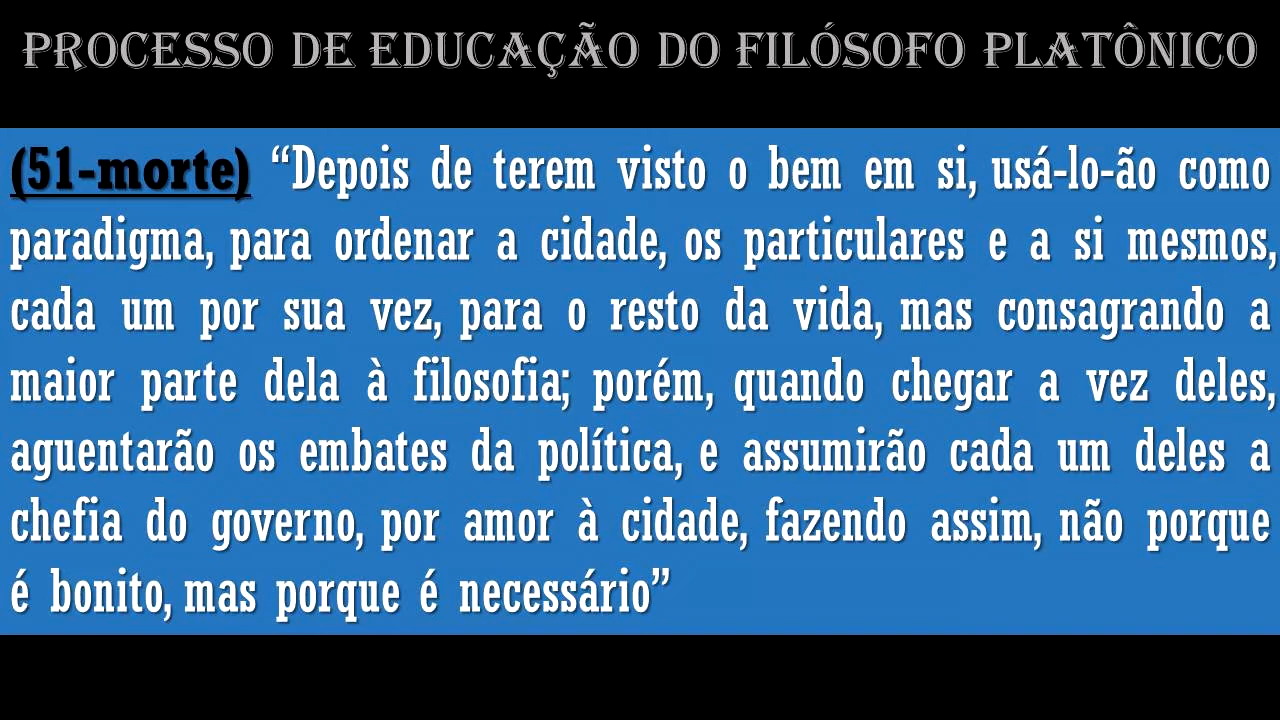 PROCESSO DE EDUCAÇÃO DO FILÓSOFO PLATÔNICO
(51-morte) “Depois de terem visto o bem em si, usá-lo-ão como
paradigma, para ordenar a cidade, os particulares e a si mesmos,
cada um por sua vez, para o resto da vida, mas consagrando a
maior parte dela à filosofia; porém, quando chegar a vez deles,
aguentarão os embates da política, e assumirão cada um deles a
chefia do governo, por amor à cidade, fazendo assim, não porque
é bonito, mas porque é necessário”